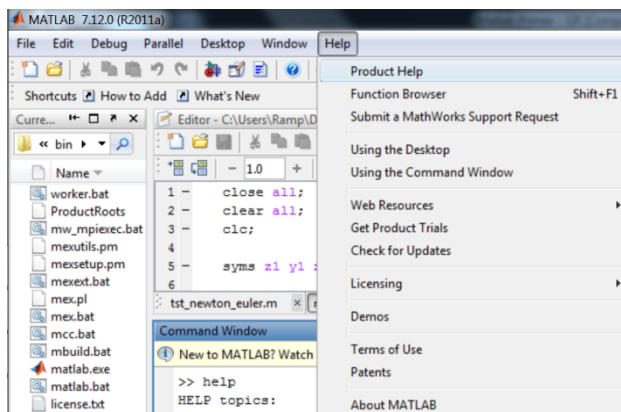 MATLAB 7.12.0 (R2011a)
File Edit Debug Parallel Desktop Window Help
Shortcuts How to Add What's New
Curre...
Editor - C:\Users\Ramp\D
« bin
1.0 +
Name
worker.bat
ProductRoots
mw_mpiexec.bat
mexutils.pm
mexsetup.pm
mexext.bat
mex.pl
mex.bat
mcc.bat
mbuild.bat
matlab.exe
matlab.bat
license.txt
1 - close all;
2 - clear all;
3 - clc;
4
5 - syms z1 y1
6
tst_newton_euler.m
Command Window
New to MATLAB? Watch
>> help
HELP topics:
Product Help
Function Browser Shift+F1
Submit a MathWorks Support Request
Using the Desktop
Using the Command Window
Web Resources
Get Product Trials
Check for Updates
Licensing
Demos
Terms of Use
Patents
About MATLAB